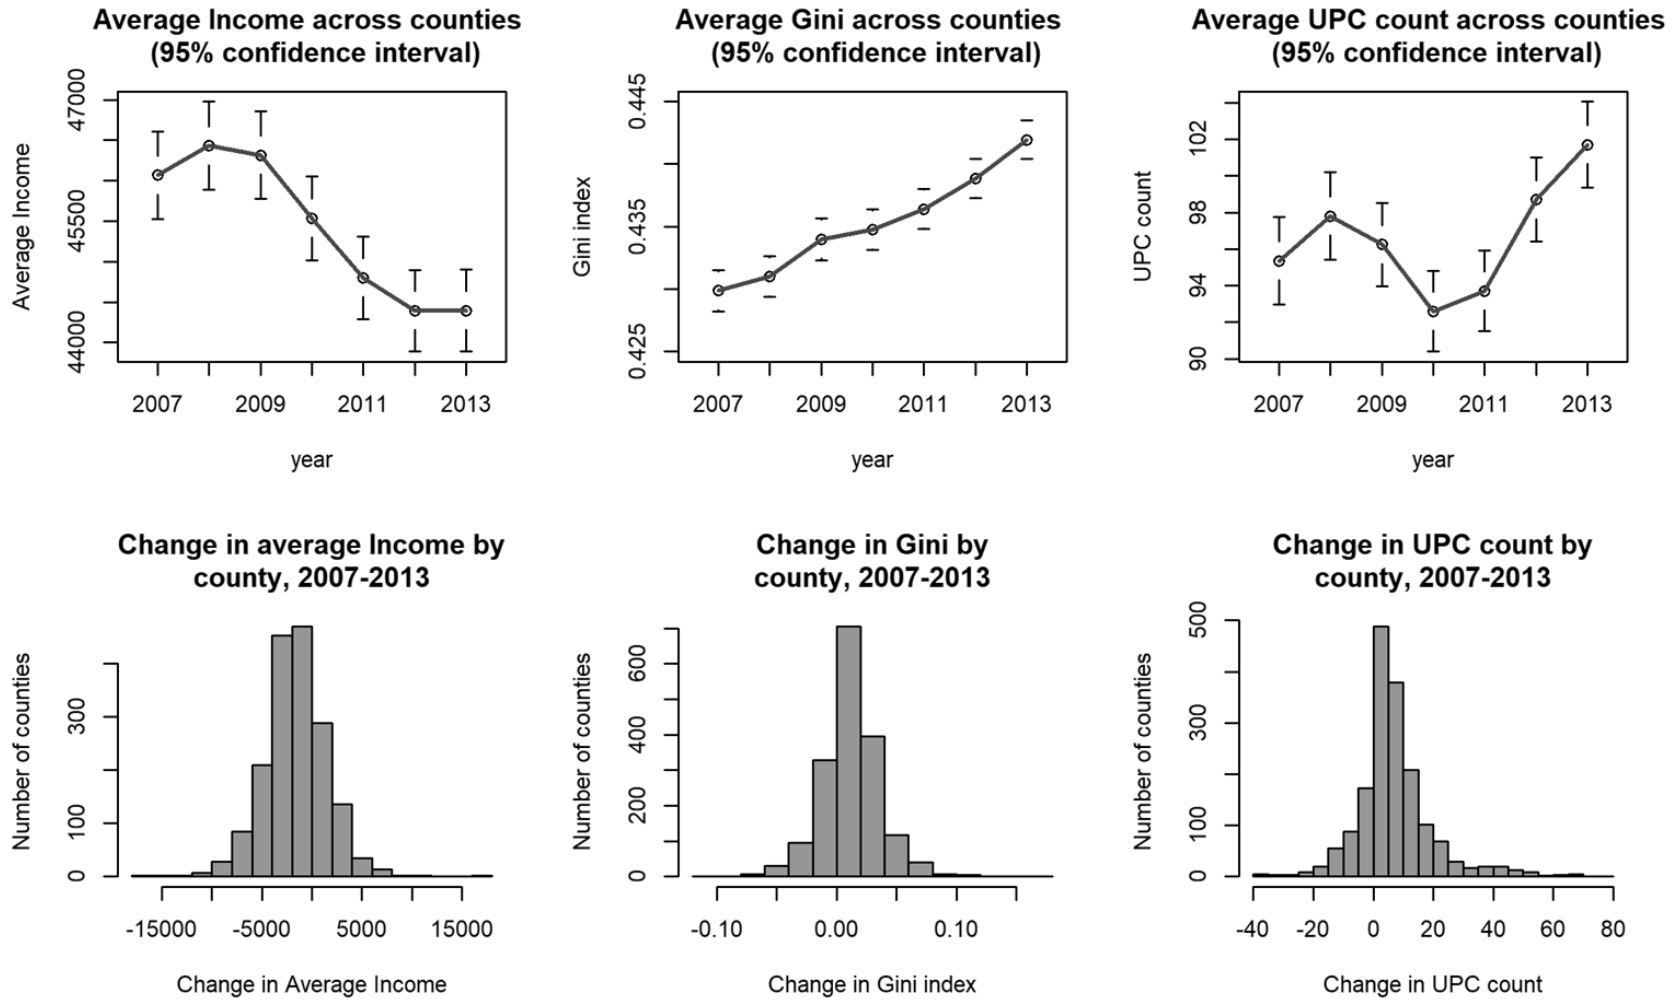 Average Income across counties
(95% confidence interval)
Average Income
47000
45500
44000
2007 2009 2011 2013
year
Average Gini across counties
(95% confidence interval)
Gini index
0.445
0.435
0.425
2007 2009 2011 2013
year
Average UPC count across counties
(95% confidence interval)
UPC count
102
98
94
90
2007 2009 2011 2013
year
Change in average Income by
county, 2007-2013
Number of counties
300
100
0
-15000 -5000 5000 15000
Change in Average Income
Change in Gini by
county, 2007-2013
Number of counties
600
400
200
0
-0.10 0.00 0.10
Change in Gini index
Change in UPC count by
county, 2007-2013
Number of counties
500
300
100
0
-40 -20 0 20 40 60 80
Change in UPC count